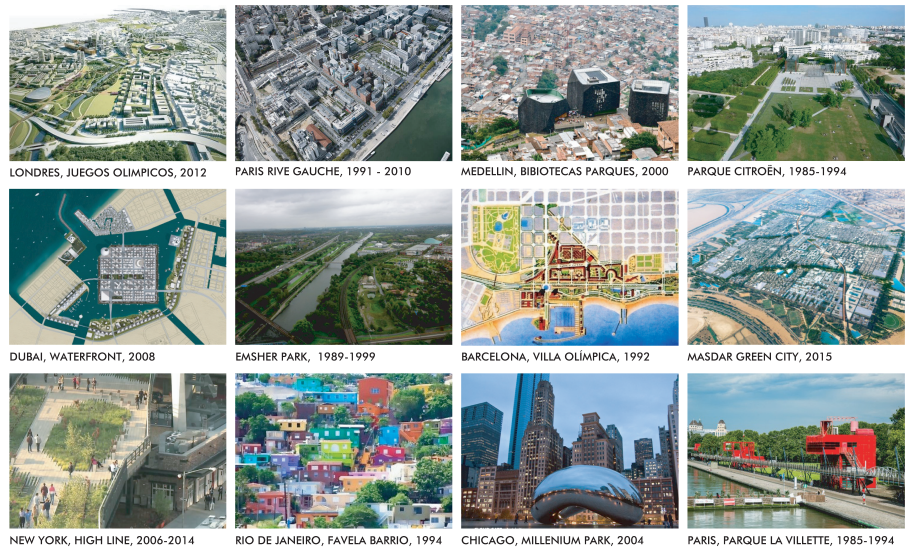 LONDRES, JUEGOS OLIMPICOS, 2012
PARIS RIVE GAUCHE, 1991 - 2010
MEDELLIN, BIBIOTECAS PARQUES, 2000
PARQUE CITROËN, 1985-1994
DUBAI, WATERFRONT, 2008
EMSHER PARK, 1989-1999
BARCELONA, VILLA OLÍMPICA, 1992
MASDAR GREEN CITY, 2015
NEW YORK, HIGH LINE, 2006-2014
RIO DE JANEIRO, FAVELA BARRIO, 1994
CHICAGO, MILLENIUM PARK, 2004
PARIS, PARQUE LA VILLETTE, 1985-1994